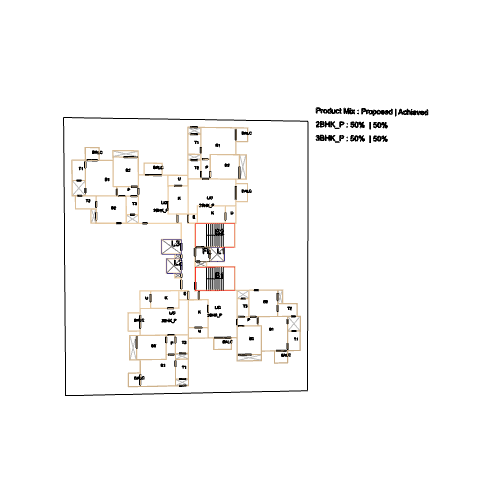 Product Mix : Proposed | Achieved
2BHK_P : 50% | 50%
3BHK_P : 50% | 50%
BALC
T1
B1
BALC
T1
B3
B2
BALC
T2
B2
B1
U
P
BALC
T2
B2
T3
L/D
3BHK_P
K
L/D
2BHK_P
K
U
S
L3
L2
L1
S
U
K
L/D
2BHK_P
K
L/D
3BHK_P
U
T3
B3
T2
BALC
P
B1
B2
T2
P
BALC
B2
T1
B1
T1
BALC
BALC